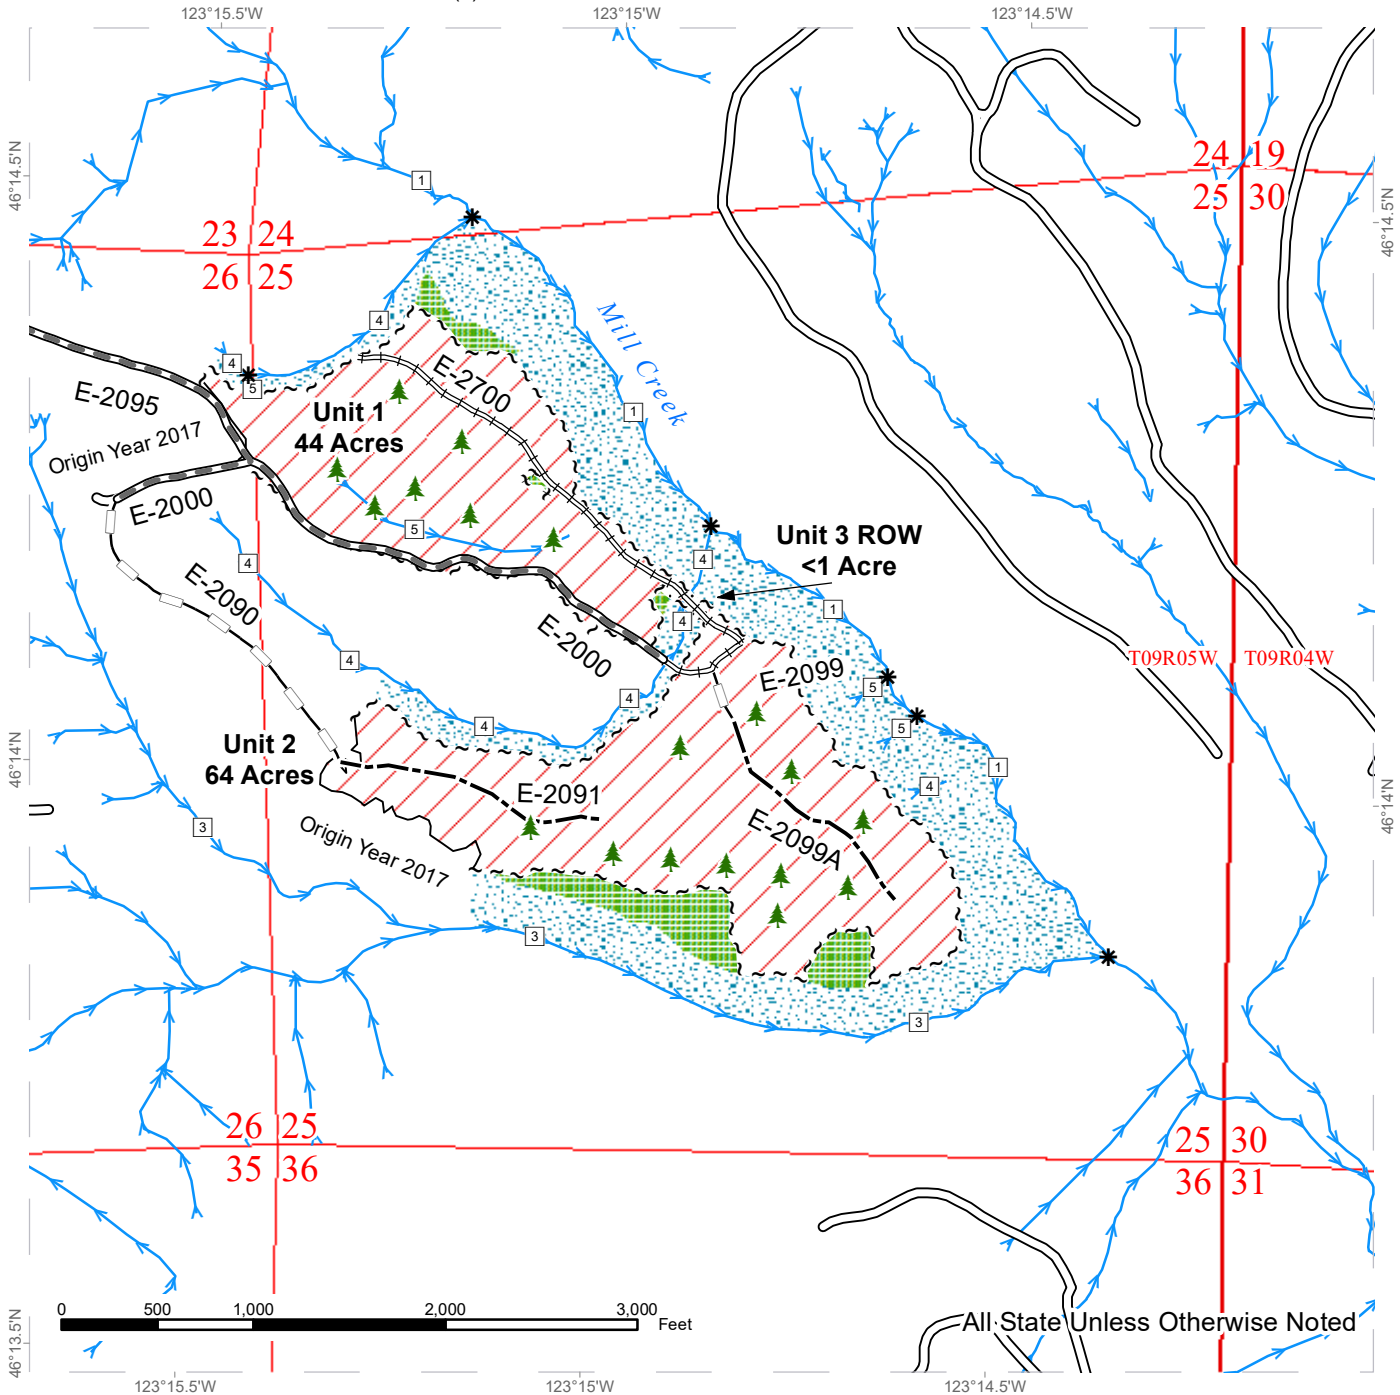 123°15.5'W
123°15'W
123°14.5'W
46°14.5'N
46°14.5'N
24 19
25 30
1
23 24
26 25
4
Mill Creek
4
5
E-2700
E-2095
Unit 1
44 Acres
1
Origin Year 2017
E-2000
5
Unit 3 ROW
<1 Acre
4
4
E-2090
1
4
E-2000
4
T09R05W
T09R04W
E-2099
5
4
4
5
Unit 2
64 Acres
46°14'N
46°14'N
1
4
E-2091
3
E-2099A
Origin Year 2017
3
3
26 25
35 36
25 30
36 31
0
500
1,000
2,000
3,000
Feet
All State Unless Otherwise Noted
46°13.5'N
123°15.5'W
123°15'W
123°14.5'W